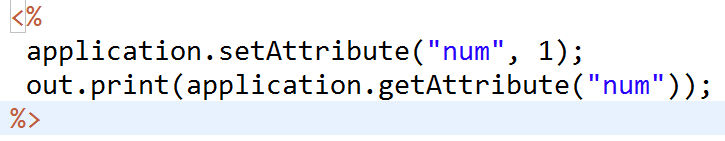 <%
application.setAttribute("num", 1);
out.print(application.getAttribute("num"));
%>